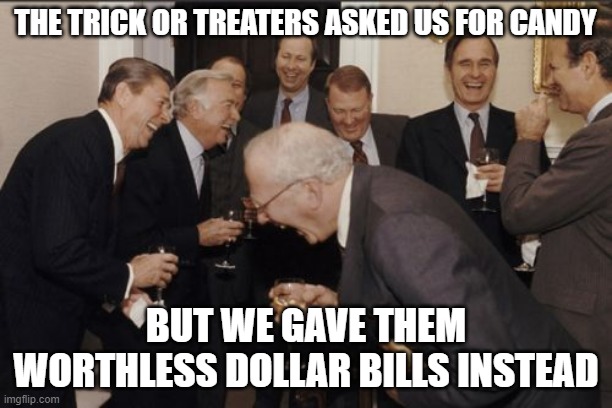 THE TRICK OR TREATERS ASKED US FOR CANDY
BUT WE GAVE THEM
WORTHLESS DOLLAR BILLS INSTEAD
imgflip.com